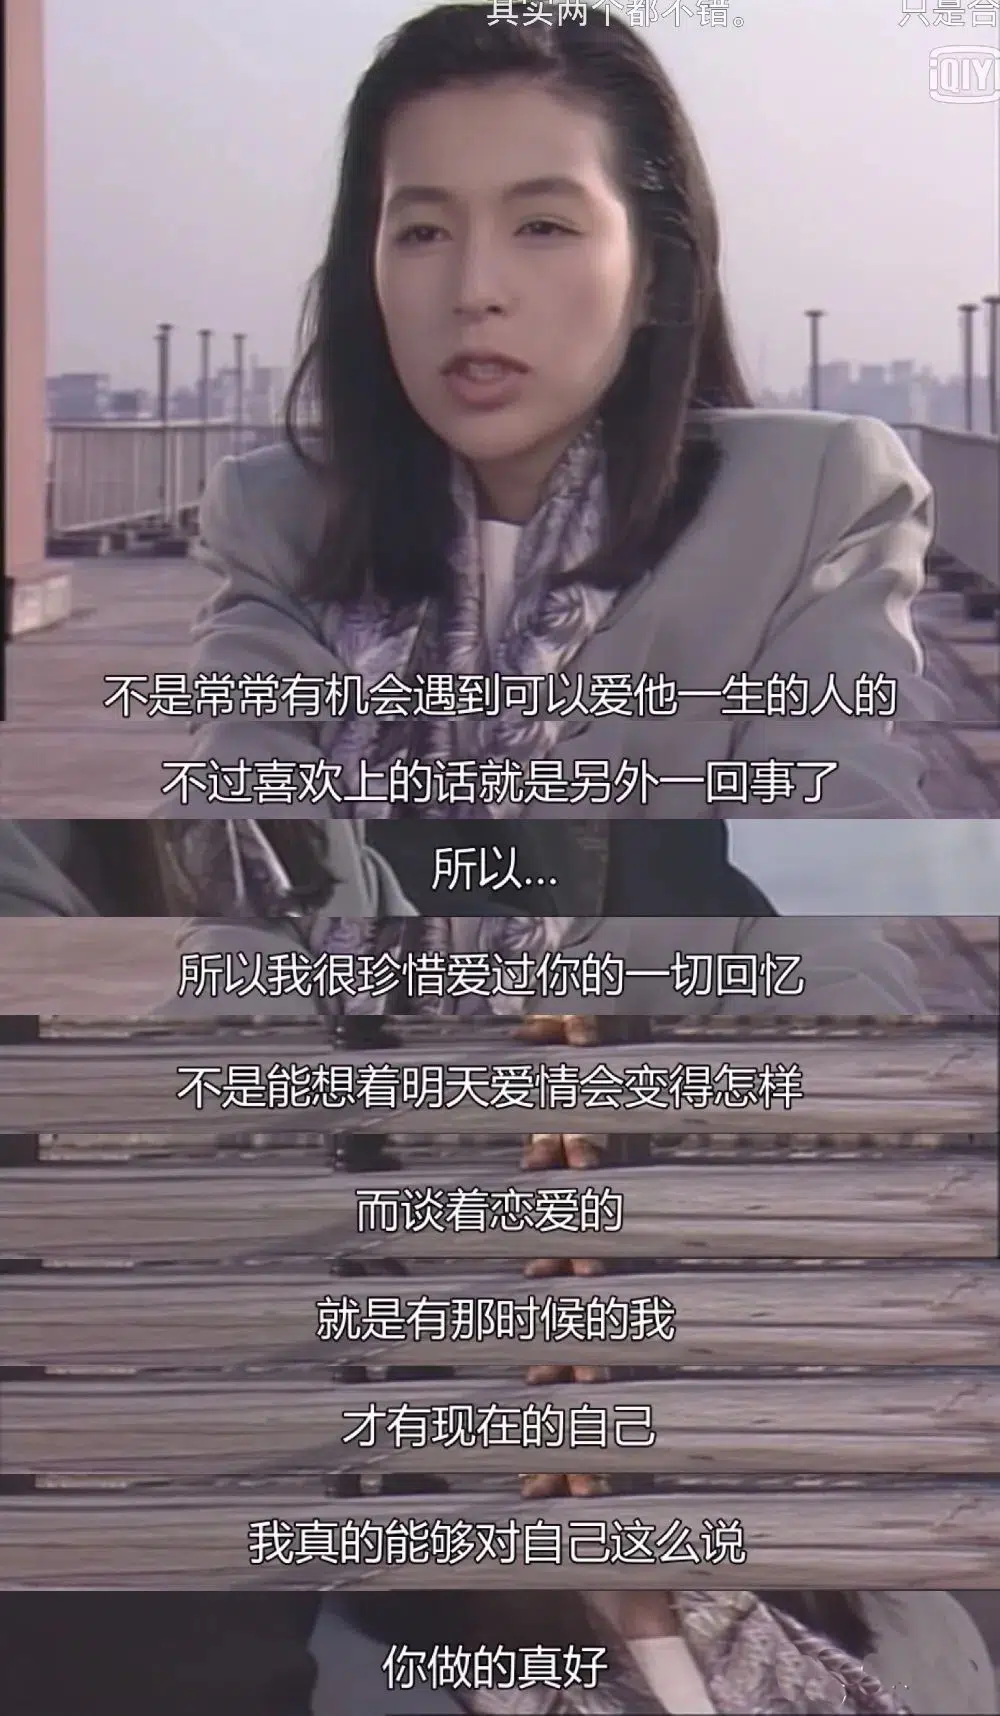 其实两个都不错。 只是合
iQIY
不是常常有机会遇到可以爱他一生的人的
不过喜欢上的话就是另外一回事了
所以...
所以我很珍惜爱过你的一切回忆
不是能想着明天爱情会变得怎样
而谈着恋爱的
就是有那时候的我
才有现在的自己
我真的能够对自己这么说
你做的真好